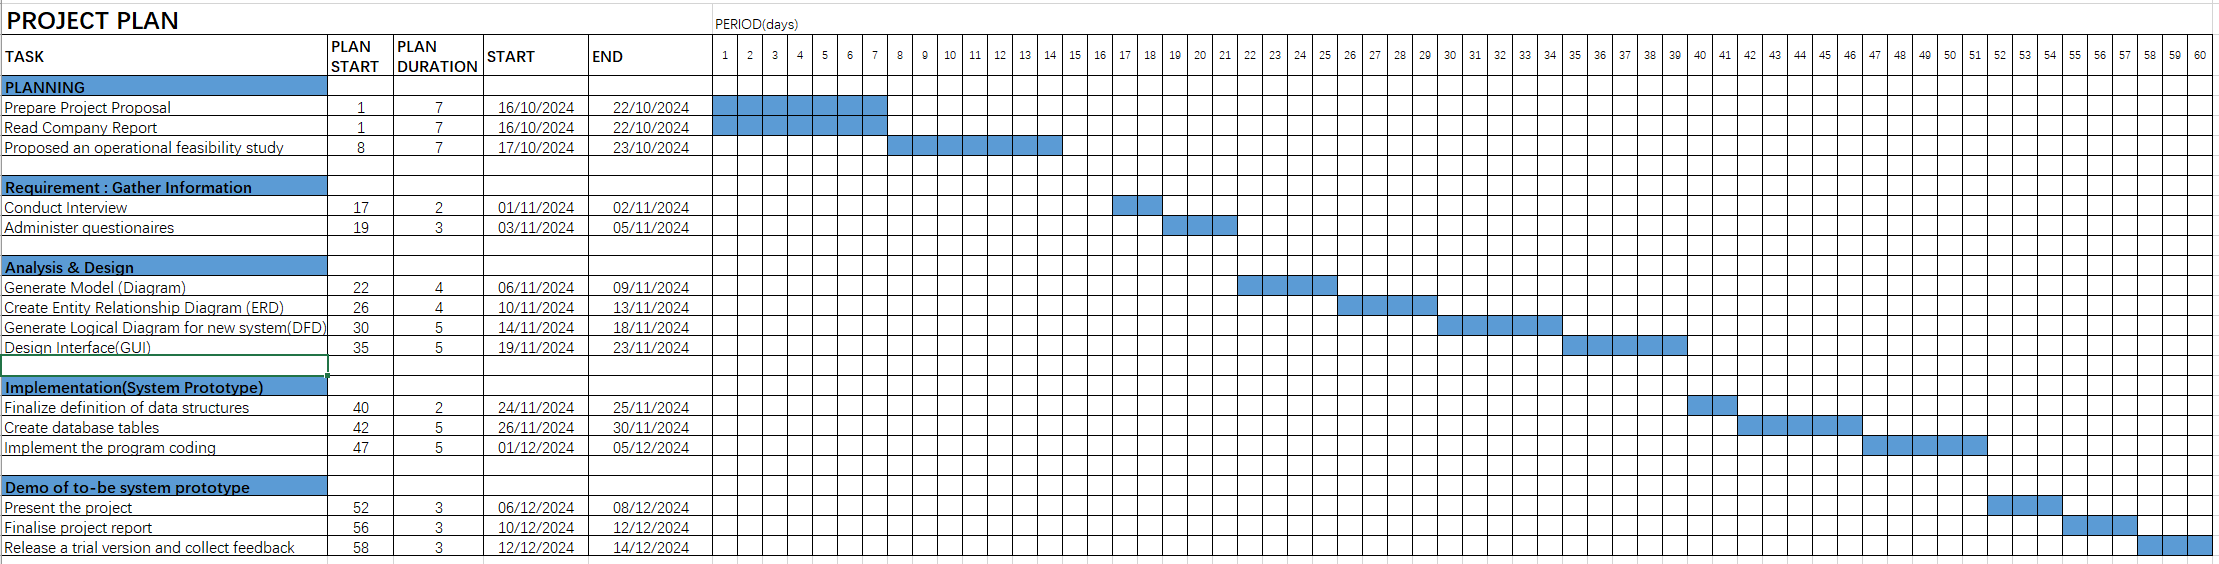 PROJECT PLAN
PERIOD(days)
TASK PLAN START PLAN DURATION START END 1 2 3 4 5 6 7 8 9 10 11 12 13 14 15 16 17 18 19 20 21 22 23 24 25 26 27 28 29 30 31 32 33 34 35 36 37 38 39 40 41 42 43 44 45 46 47 48 49 50 51 52 53 54 55 56 57 58 59 60
PLANNING
Prepare Project Proposal 1 7 16/10/2024 22/10/2024
Read Company Report 1 7 16/10/2024 22/10/2024
Proposed an operational feasibility study 8 7 17/10/2024 23/10/2024
Requirement : Gather Information
Conduct Interview 17 2 01/11/2024 02/11/2024
Administer questionaires 19 3 03/11/2024 05/11/2024
Analysis & Design
Generate Model (Diagram) 22 4 06/11/2024 09/11/2024
Create Entity Relationship Diagram (ERD) 26 4 10/11/2024 13/11/2024
Generate Logical Diagram for new system(DFD) 30 5 14/11/2024 18/11/2024
Design Interface(GUI) 35 5 19/11/2024 23/11/2024
Implementation(System Prototype)
Finalize definition of data structures 40 2 24/11/2024 25/11/2024
Create database tables 42 5 26/11/2024 30/11/2024
Implement the program coding 47 5 01/12/2024 05/12/2024
Demo of to-be system prototype
Present the project 52 3 06/12/2024 08/12/2024
Finalise project report 56 3 10/12/2024 12/12/2024
Release a trial version and collect feedback 58 3 12/12/2024 14/12/2024